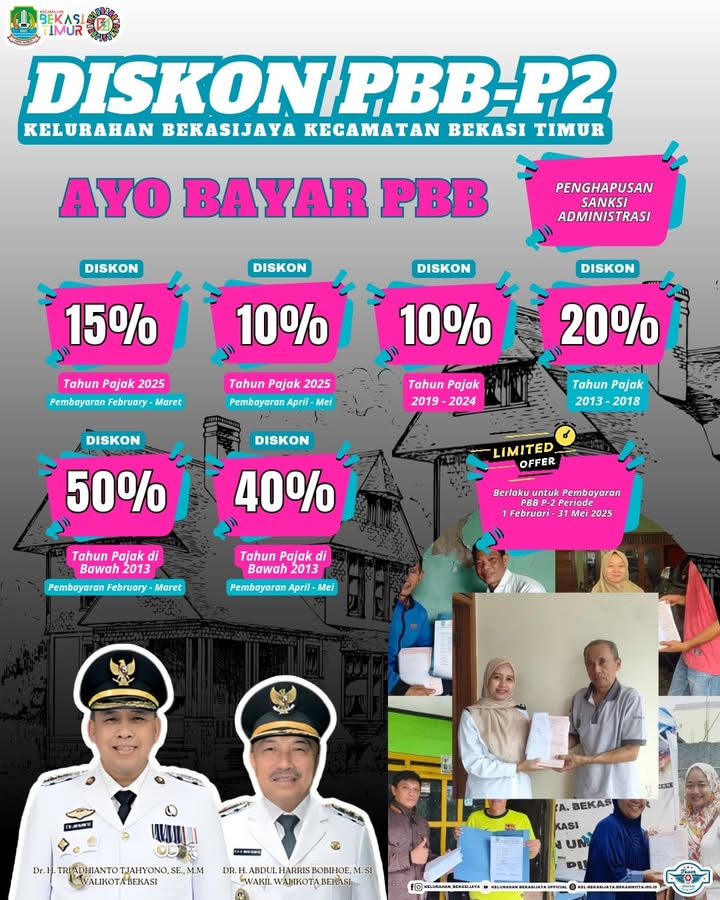 KECAMATAN
BEKASI
TIMUR
DISKON PBB-P2
KELURAHAN BEKASIJAYA KECAMATAN BEKASI TIMUR
AYO BAYAR PBB
PENGHAPUSAN
SANKSI
ADMINISTRASI
DISKON
15%
Tahun Pajak 2025
Pembayaran February - Maret
DISKON
10%
Tahun Pajak 2025
Pembayaran April - Mei
DISKON
10%
Tahun Pajak
2019 - 2024
DISKON
20%
Tahun Pajak
2013 - 2018
DISKON
50%
Tahun Pajak di
Bawah 2013
Pembayaran February - Maret
DISKON
40%
Tahun Pajak di
Bawah 2013
Pembayaran April - Mei
LIMITED
OFFER
Berlaku untuk Pembayaran
PBB P-2 Periode
1 Februari - 31 Mei 2025
Dr. H. TRI ADHIANTO TJAHYONO, SE., M.M
WALIKOTA BEKASI
DR. H. ABDUL HARRIS BOBIHOE, M. SI
WAKIL WALIKOTA BEKASI
KELURAHAN_BEKASIJAYA
KELURAHAN BEKASIJAYA OFFICIAL
KEL-BEKASIJAYA.BEKASIKOTA.GO.ID